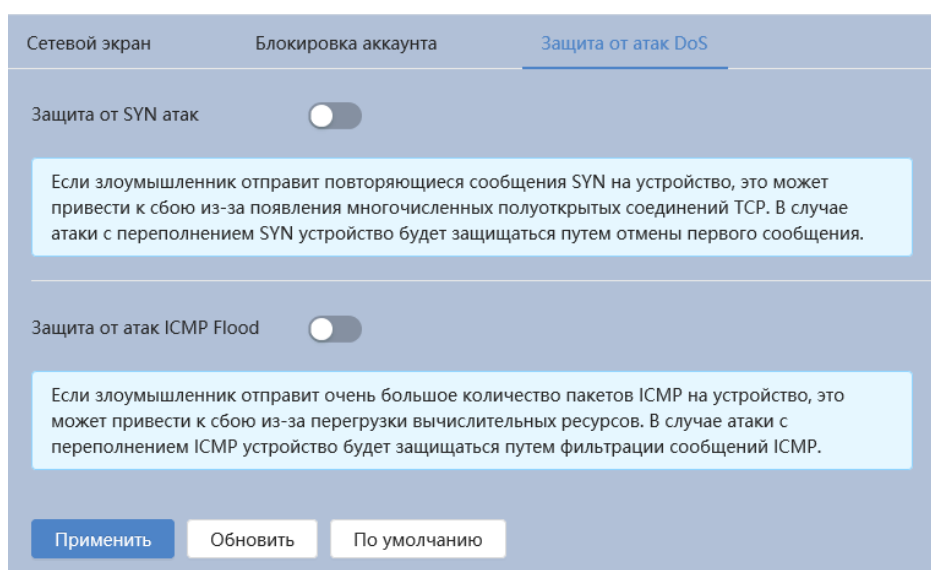 Сетевой экран Блокировка аккаунта Защита от атак DoS
Защита от SYN атак
Если злоумышленник отправит повторяющиеся сообщения SYN на устройство, это может
привести к сбою из-за появления многочисленных полуоткрытых соединений TCP. В случае
атаки с переполнением SYN устройство будет защищаться путем отмены первого сообщения.
Защита от атак ICMP Flood
Если злоумышленник отправит очень большое количество пакетов ICMP на устройство, это
может привести к сбою из-за перегрузки вычислительных ресурсов. В случае атаки с
переполнением ICMP устройство будет защищаться путем фильтрации сообщений ICMP.
Применить Обновить По умолчанию